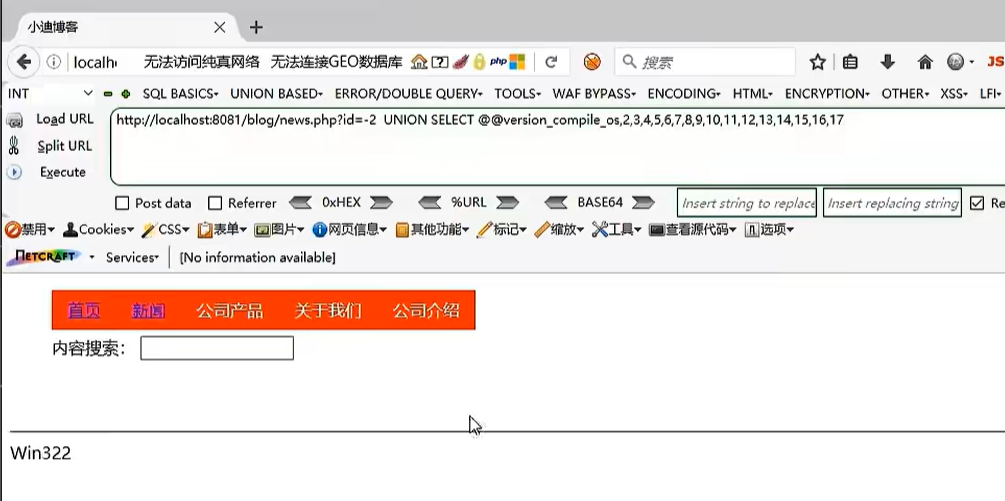 小迪博客
localh 无法访问纯真网络 无法连接GEO数据库 php 搜索 JS
INT SQL BASICS UNION BASED ERROR/DOUBLE QUERY TOOLS WAF BYPASS ENCODING HTML ENCRYPTION OTHER XSS LFI
Load URL http://localhost:8081/blog/news.php?id=-2 UNION SELECT @@version_compile_os,2,3,4,5,6,7,8,9,10,11,12,13,14,15,16,17
Split URL
Execute
Post data Referrer 0xHEX %URL BASE64 Insert string to replace Insert replacing string Re
禁用 Cookies CSS 表单 图片 网页信息 其他功能 标记 缩放 工具 查看源代码 选项
NETCRAFT Services [No information available]
首页 新闻 公司产品 关于我们 公司介绍
内容搜索：
Win322